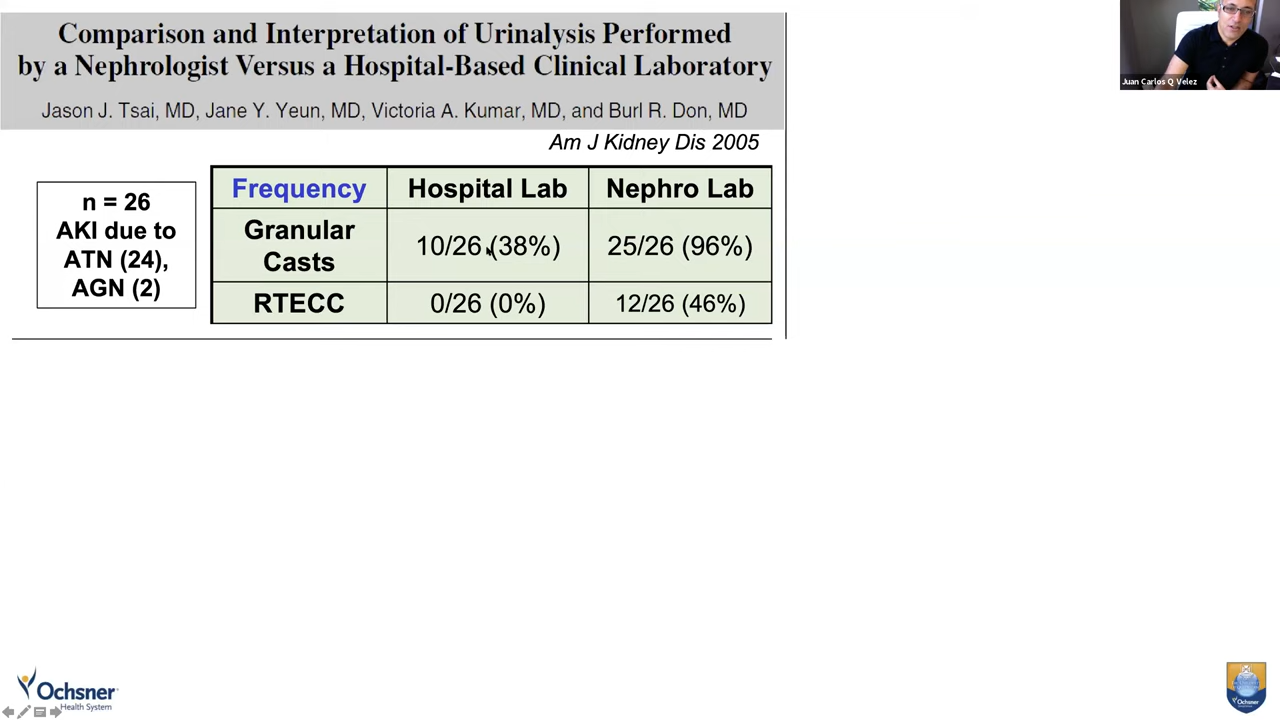 Comparison and Interpretation of Urinalysis Performed
by a Nephrologist Versus a Hospital-Based Clinical Laboratory
Jason J. Tsai, MD, Jane Y. Yeun, MD, Victoria A. Kumar, MD, and Burl R. Don, MD
Am J Kidney Dis 2005
n = 26
AKI due to
ATN (24),
AGN (2)
Frequency Hospital Lab Nephro Lab
Granular
Casts 10/26 (38%) 25/26 (96%)
RTECC 0/26 (0%) 12/26 (46%)
Juan Carlos Q Velez
Ochsner
Health System